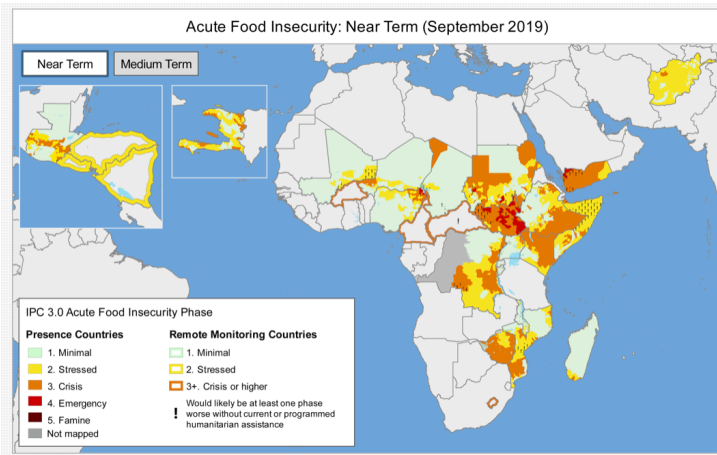 Acute Food Insecurity: Near Term (September 2019)
Near Term
Medium Term
IPC 3.0 Acute Food Insecurity Phase
Presence Countries
1. Minimal
2. Stressed
3. Crisis
4. Emergency
5. Famine
Not mapped
Remote Monitoring Countries
1. Minimal
2. Stressed
3+. Crisis or higher
! Would likely be at least one phase
worse without current or programmed
humanitarian assistance